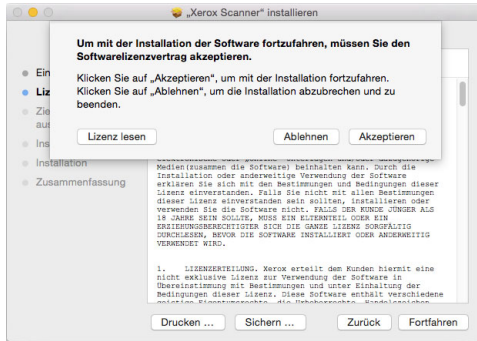 „Xerox Scanner“ installieren
Um mit der Installation der Software fortzufahren, müssen Sie den
Softwarelizenzvertrag akzeptieren.
Klicken Sie auf „Akzeptieren“, um mit der Installation fortzufahren.
Klicken Sie auf „Ablehnen“, um die Installation abzubrechen und zu
beenden.
Lizenz lesen
Ablehnen
Akzeptieren
Ein
Liz
Zie
aus
Ins
Installation
Zusammenfassung
Medien(zusammen die Software) beinhalten kann. Durch die
Installation oder anderweitige Verwendung der Software
erklären Sie sich mit den Bestimmungen und Bedingungen dieser
Lizenz einverstanden. Falls Sie nicht mit allen Bestimmungen
dieser Lizenz einverstanden sein sollten, installieren oder
verwenden Sie die Software nicht. FALLS DER KUNDE JÜNGER ALS
18 JAHRE SEIN SOLLTE, MUSS EIN ELTERNTEIL ODER EIN
ERZIEHUNGSBERECHTIGTER SICH DIE GANZE LIZENZ SORGFÄLTIG
DURCHLESEN, BEVOR DIE SOFTWARE INSTALLIERT ODER ANDERWEITIG
VERWENDET WIRD.
1. LIZENZERTEILUNG. Xerox erteilt dem Kunden hiermit eine
nicht exklusive Lizenz zur Verwendung der Software in
Übereinstimmung mit Bestimmungen und unter Einhaltung der
Bedingungen dieser Lizenz. Diese Software enthält verschiedene
Drucken ...
Sichern ...
Zurück
Fortfahren